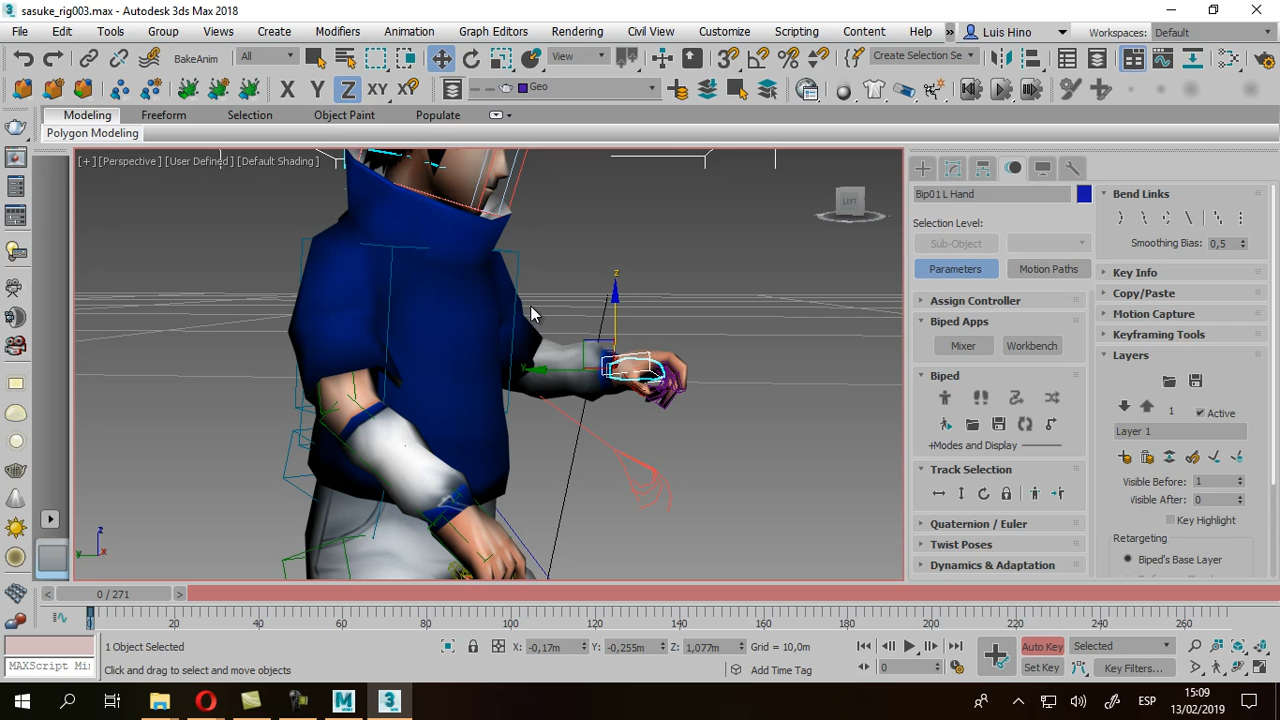 sasuke_rig003.max - Autodesk 3ds Max 2018
File Edit Tools Group Views Create Modifiers Animation Graph Editors Rendering Civil View Customize Scripting Content Help » Luis Hino Workspaces: Default
BakeAnim All View Create Selection Se
X Y Z XY XY Geo
Modeling Freeform Selection Object Paint Populate
Polygon Modeling
[+] [Perspective] [User Defined] [Default Shading]
LEFT
z
y
z
y x
Bip01 L Hand
Selection Level:
Sub-Object
Parameters Motion Paths
Assign Controller
Biped Apps
Mixer Workbench
Biped
+Modes and Display
Track Selection
Quaternion / Euler
Twist Poses
Dynamics & Adaptation
Bend Links
Smoothing Bias: 0,5
Key Info
Copy/Paste
Motion Capture
Keyframing Tools
Layers
1 Active
Layer 1
Visible Before: 1
Visible After: 0
Key Highlight
Retargeting
Biped's Base Layer
< 0 / 271 >
20 40 60 80 100 120 140 160 180 200 220 240 260
1 Object Selected X: -0,17m Y: -0,255m Z: 1,077m Grid = 10,0m Auto Key Selected
MAXScript Mi Click and drag to select and move objects Add Time Tag 0 Set Key Key Filters...
ESP 15:09
13/02/2019